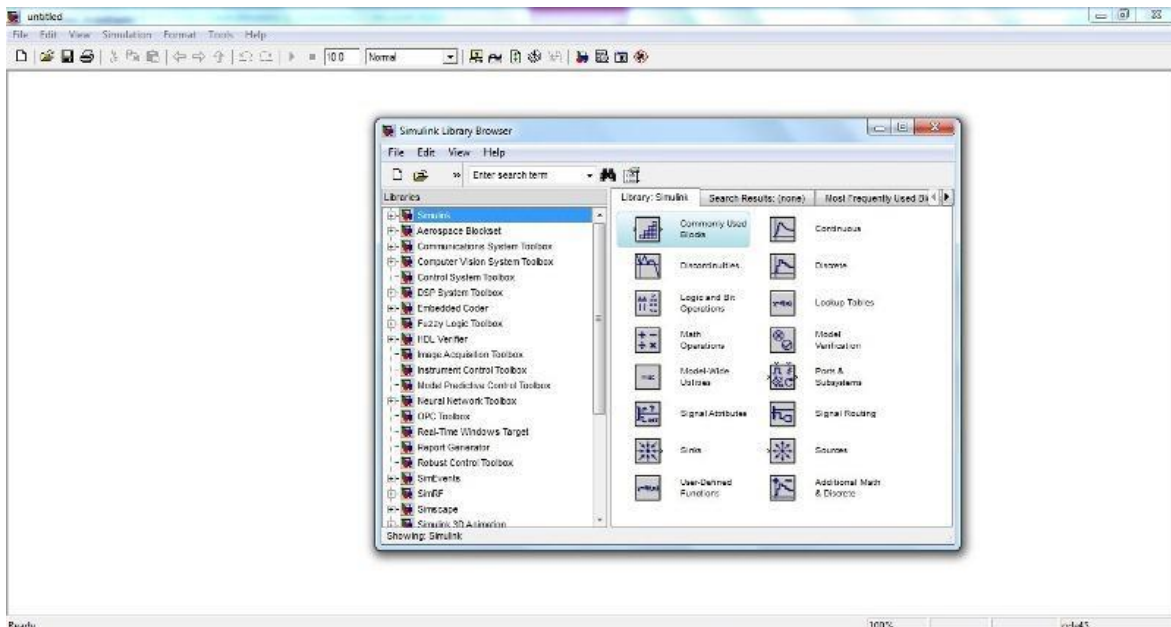 untitled
File Edit View Simulation Format Tools Help
10.0 Normal
Simulink Library Browser
File Edit View Help
» Enter search term
Libraries
Simulink
Aerospace Blockset
Communications System Toolbox
Computer Vision System Toolbox
Control System Toolbox
DSP System Toolbox
Embedded Coder
Fuzzy Logic Toolbox
HDL Verifier
Image Acquisition Toolbox
Instrument Control Toolbox
Model Predictive Control Toolbox
Neural Network Toolbox
OPC Toolbox
Real-Time Windows Target
Report Generator
Robust Control Toolbox
SimEvents
SimRF
Simscape
Simulink 3D Animation
Library: Simulink Search Results: (none) Most Frequently Used
Commonly Used
Blocks
Continuous
Discontinuities
Discrete
Logic and Bit
Operations
Lookup Tables
Math
Operations
Model
Verification
Model-Wide
Utilities
Ports &
Subsystems
Signal Attributes
Signal Routing
Sinks
Sources
User-Defined
Functions
Additional Math
& Discrete
Showing: Simulink
Ready 100% ode45